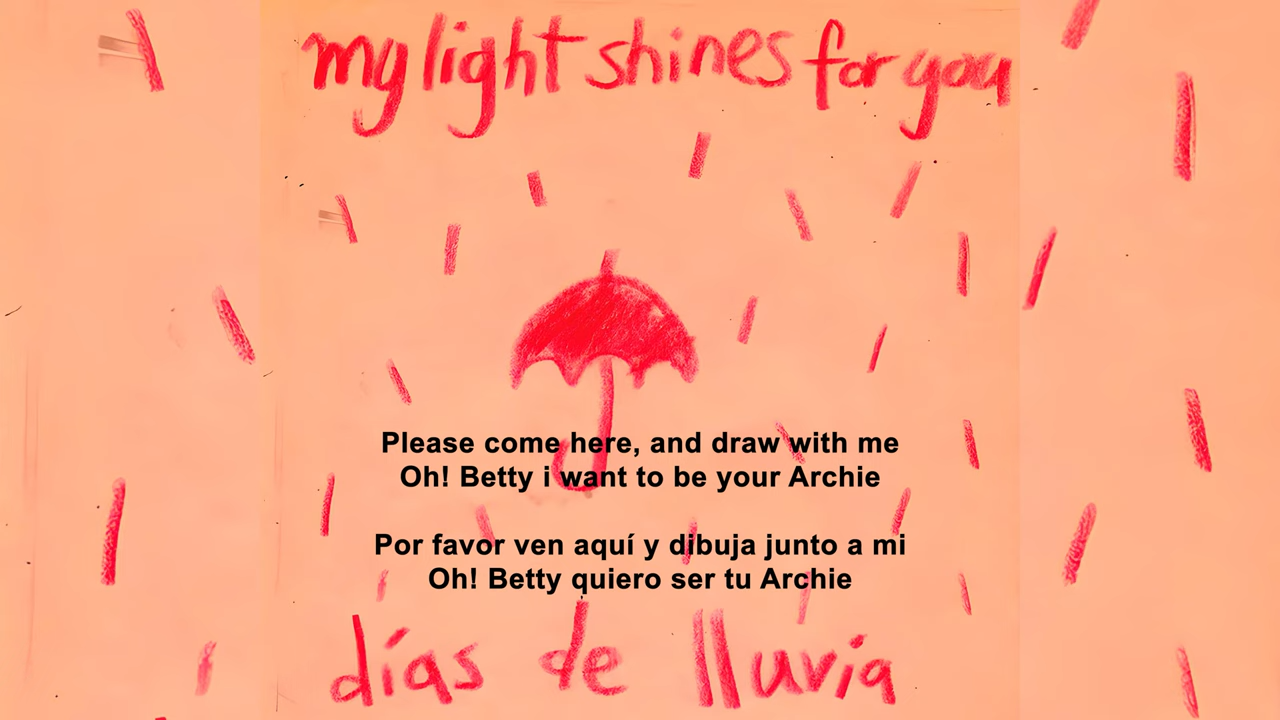 my light shines for you
Please come here, and draw with me
Oh! Betty i want to be your Archie
Por favor ven aquí y dibuja junto a mi
Oh! Betty quiero ser tu Archie
días de lluvia